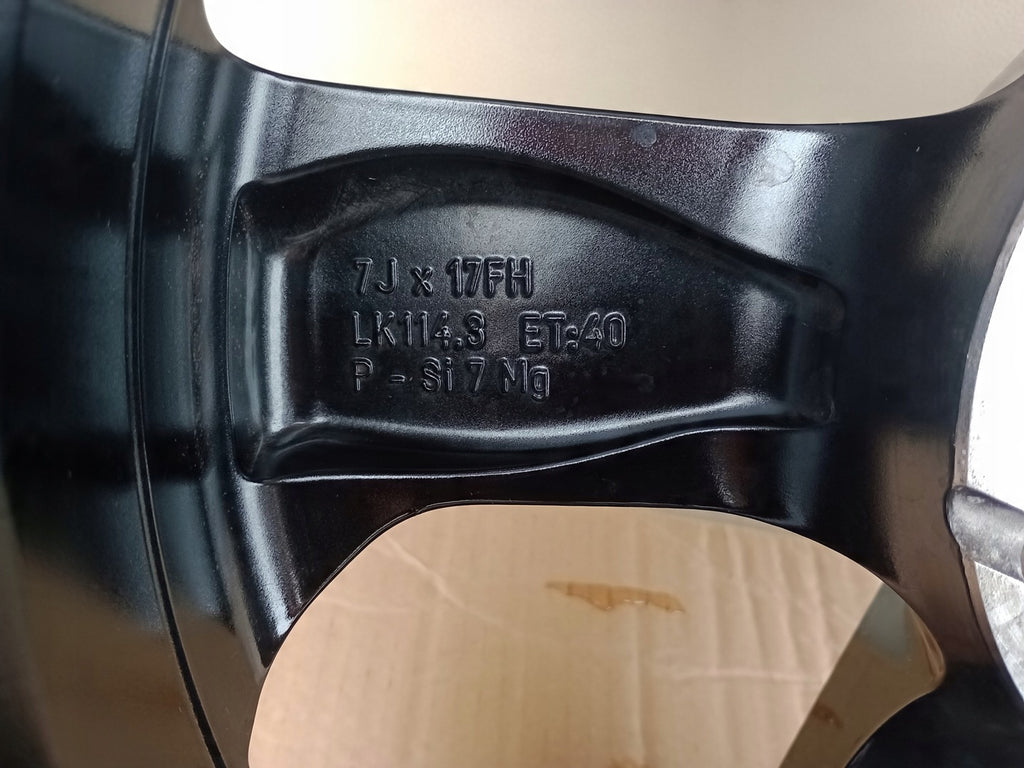 7J x 17FH
LK114.3 ET:40
P - Si 7 Mg